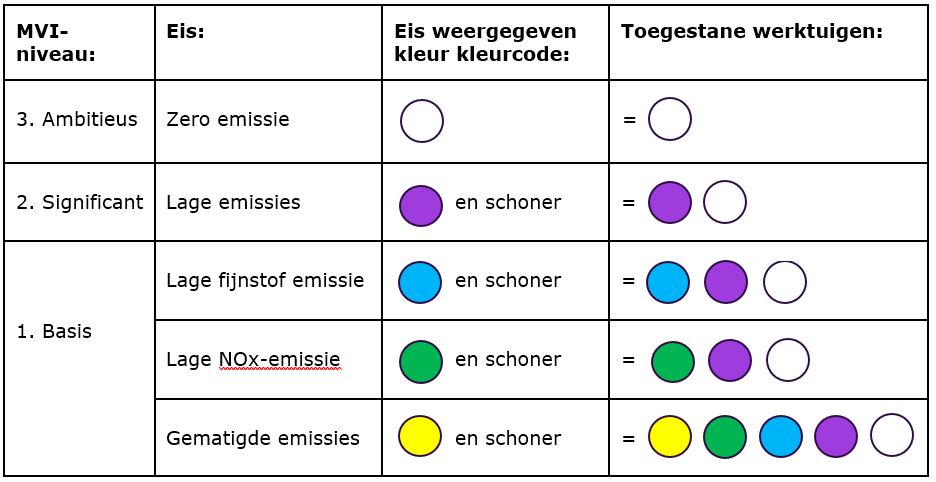 MVI-
niveau:
Eis:
Eis weergegeven
kleur kleurcode:
Toegestane werktuigen:
3. Ambitieus
Zero emissie
=
2. Significant
Lage emissies
en schoner
=
1. Basis
Lage fijnstof emissie
en schoner
=
Lage NOx-emissie
en schoner
=
Gematigde emissies
en schoner
=